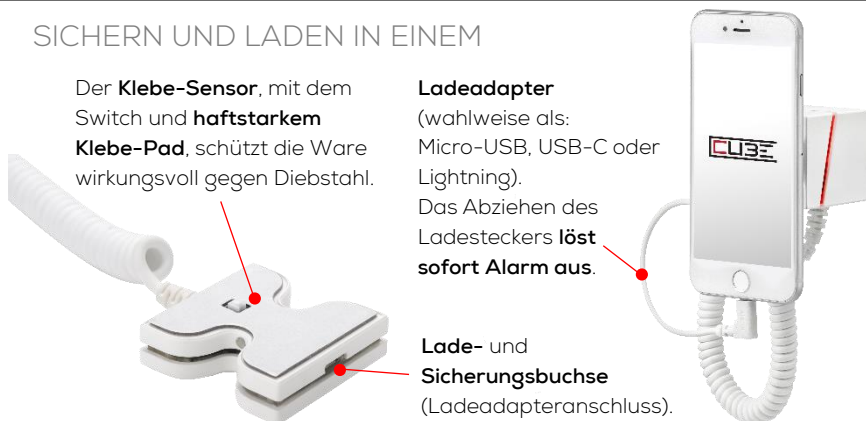 SICHERN UND LADEN IN EINEM
Der Klebe-Sensor, mit dem
Switch und haftstarkem
Klebe-Pad, schützt die Ware
wirkungsvoll gegen Diebstahl.
Ladeadapter
(wahlweise als:
Micro-USB, USB-C oder
Lightning).
Das Abziehen des
Ladesteckers löst
sofort Alarm aus.
Lade- und
Sicherungsbuchse
(Ladeadapteranschluss).
CUBE